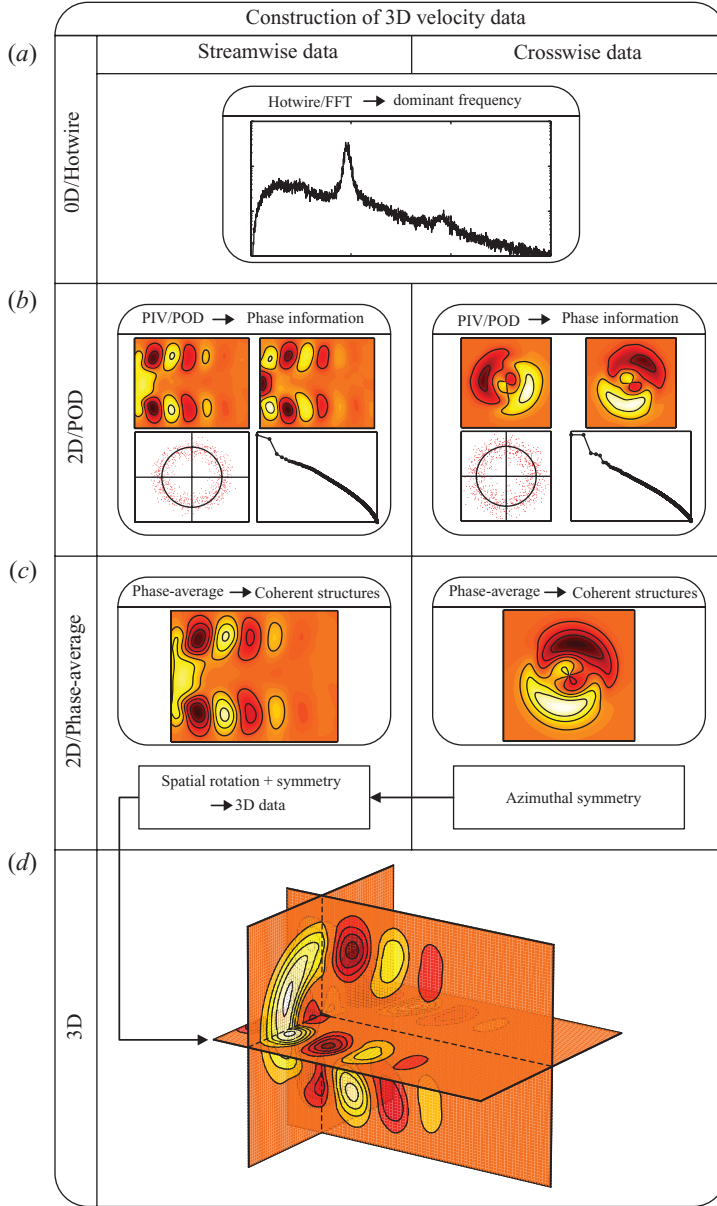 Construction of 3D velocity data
Streamwise data
Crosswise data
(a)
0D/Hotwire
Hotwire/FFT → dominant frequency
(b)
2D/POD
PIV/POD → Phase information
PIV/POD → Phase information
(c)
2D/Phase-average
Phase-average → Coherent structures
Phase-average → Coherent structures
Spatial rotation + symmetry
→ 3D data
Azimuthal symmetry
(d)
3D